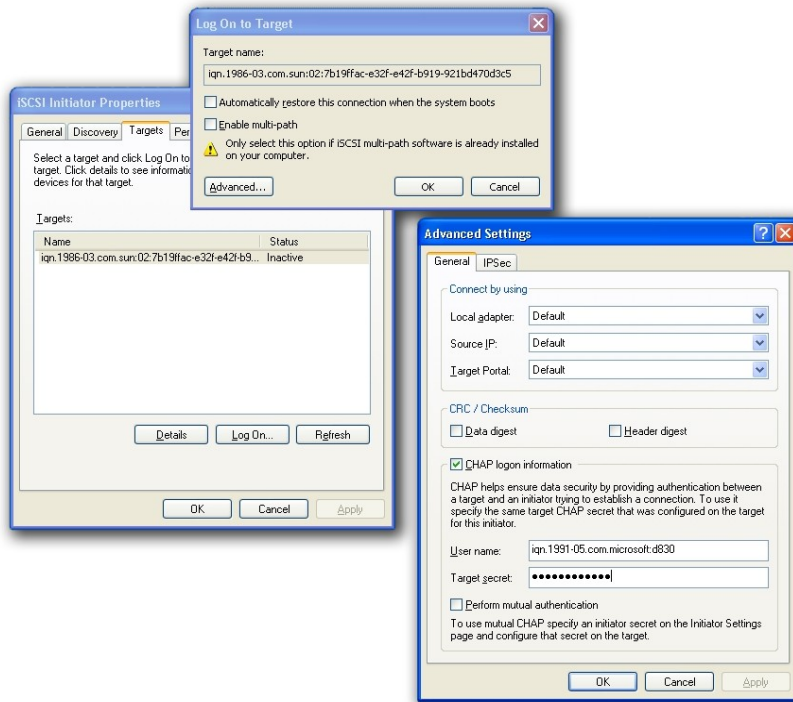 Log On to Target
Target name:
iqn.1986-03.com.sun:02:7b19ffac-e32f-e42f-b919-921bd470d3c5
Automatically restore this connection when the system boots
Enable multi-path
Only select this option if iSCSI multi-path software is already installed
on your computer.
Advanced...
OK
Cancel
iSCSI Initiator Properties
General
Discovery
Targets
Per
Select a target and click Log On to
target. Click details to see informati
devices for that target.
Targets:
Name
Status
iqn.1986-03.com.sun:02:7b19ffac-e32f-e42f-b9...
Inactive
Details
Log On...
Refresh
OK
Cancel
Apply
Advanced Settings
General
IPSec
Connect by using
Local adapter:
Default
Source IP:
Default
Target Portal:
Default
CRC / Checksum
Data digest
Header digest
CHAP logon information
CHAP helps ensure data security by providing authentication between
a target and an initiator trying to establish a connection. To use it
specify the same target CHAP secret that was configured on the target
for this initiator.
User name:
iqn.1991-05.com.microsoft:d830
Target secret:
●●●●●●●●●●●●
Perform mutual authentication
To use mutual CHAP specify an initiator secret on the Initiator Settings
page and configure that secret on the target.
OK
Cancel
Apply